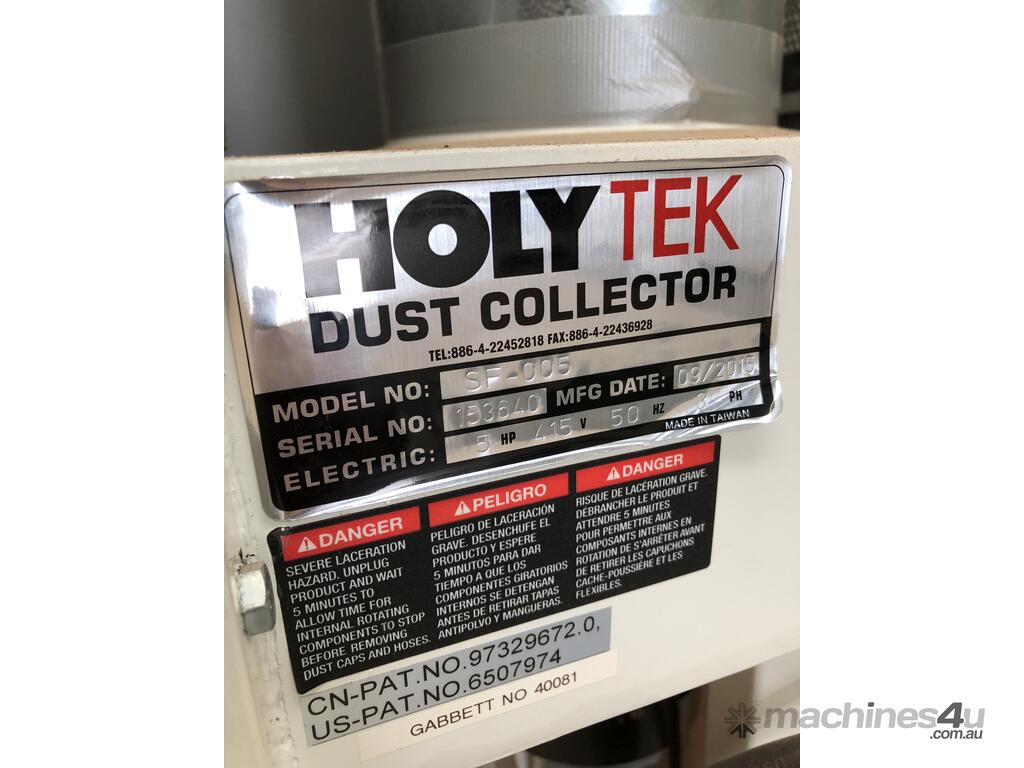 HOLYTEK
DUST COLLECTOR
TEL:886-4-22452818 FAX:886-4-22436928
MODEL NO: SF-005
SERIAL NO: 153640 MFG DATE: 09/2015
ELECTRIC: 5 HP 415 V 50 HZ 3 PH
MADE IN TAIWAN
DANGER
SEVERE LACERATION
HAZARD. UNPLUG
PRODUCT AND WAIT
5 MINUTES TO
ALLOW TIME FOR
INTERNAL ROTATING
COMPONENTS TO STOP
BEFORE REMOVING
DUST CAPS AND HOSES.
PELIGRO
PELIGRO DE LACERACIÓN
GRAVE. DESENCHUFE EL
PRODUCTO Y ESPERE
5 MINUTOS PARA DAR
TIEMPO A QUE LOS
COMPONENTES GIRATORIOS
INTERNOS SE DETENGAN
ANTES DE RETIRAR TAPAS
ANTIPOLVO Y MANGUERAS.
DANGER
RISQUE DE LACÉRATION GRAVE.
DÉBRANCHER LE PRODUIT ET
ATTENDRE 5 MINUTES
POUR PERMETTRE AUX
COMPOSANTS INTERNES EN
ROTATION DE S'ARRÊTER AVANT
DE RETIRER LES CAPUCHONS
CACHE-POUSSIÈRE ET LES
FLEXIBLES.
CN-PAT.NO.97329672.0,
US-PAT.NO.6507974
GABBETT NO 40081
machines4u
.com.au